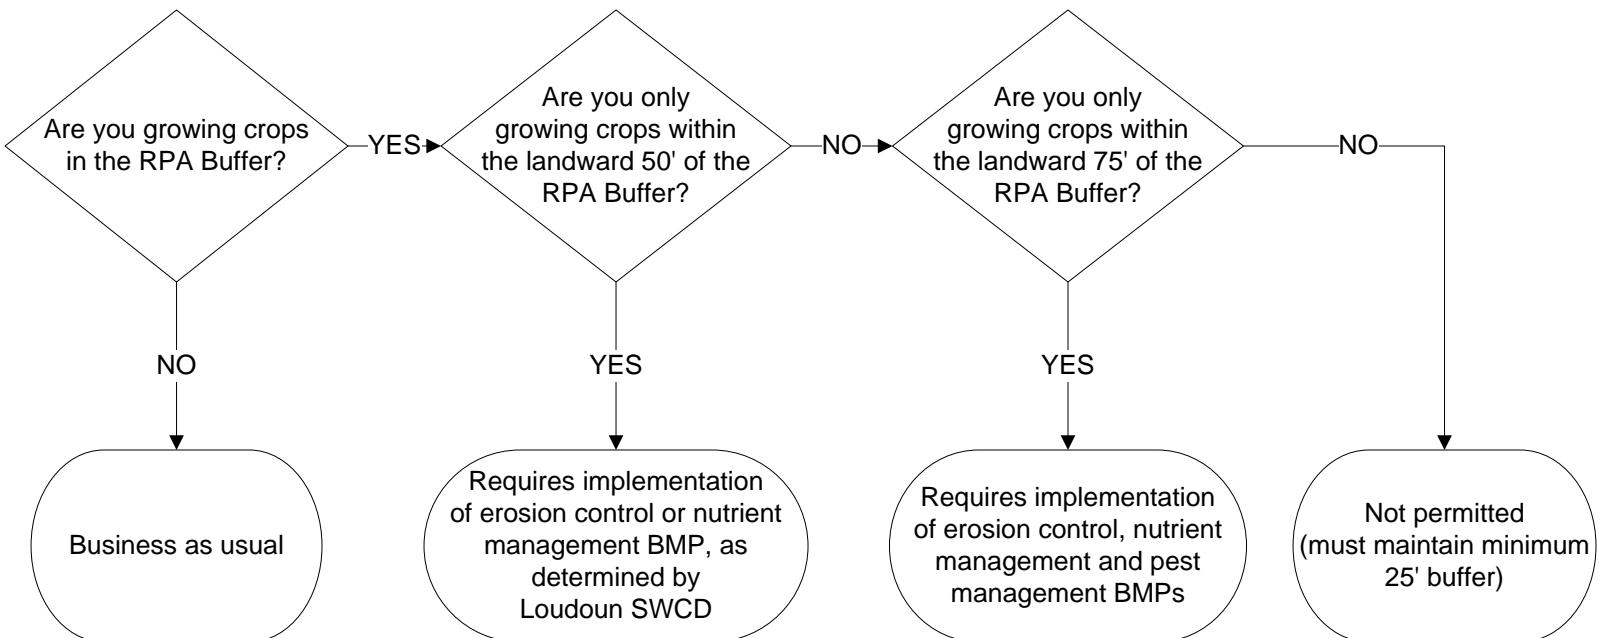 Are you growing crops
in the RPA Buffer?
YES
Are you only
growing crops within
the landward 50' of the
RPA Buffer?
NO
Are you only
growing crops within
the landward 75' of the
RPA Buffer?
NO
NO
YES
YES
Business as usual
Requires implementation
of erosion control or nutrient
management BMP, as
determined by
Loudoun SWCD
Requires implementation
of erosion control, nutrient
management and pest
management BMPs
Not permitted
(must maintain minimum
25' buffer)